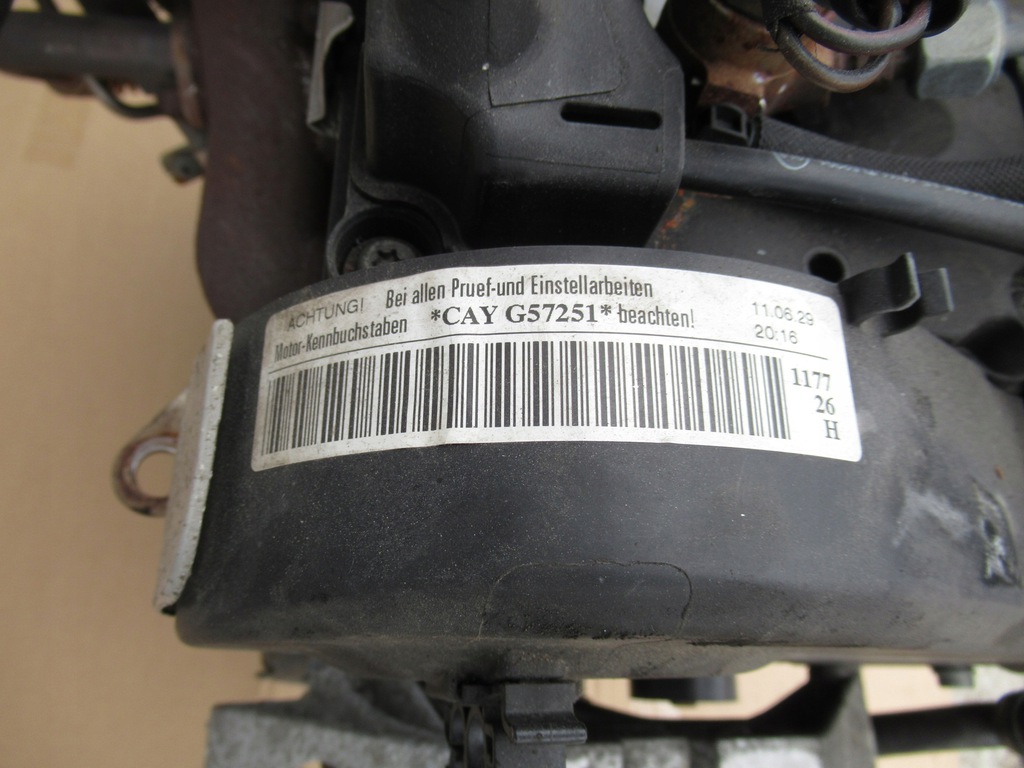 ACHTUNG! Bei allen Pruef-und Einstellarbeiten
Motor-Kennbuchstaben *CAY G57251* beachten!
11.06.29
20:16
1177
26
H